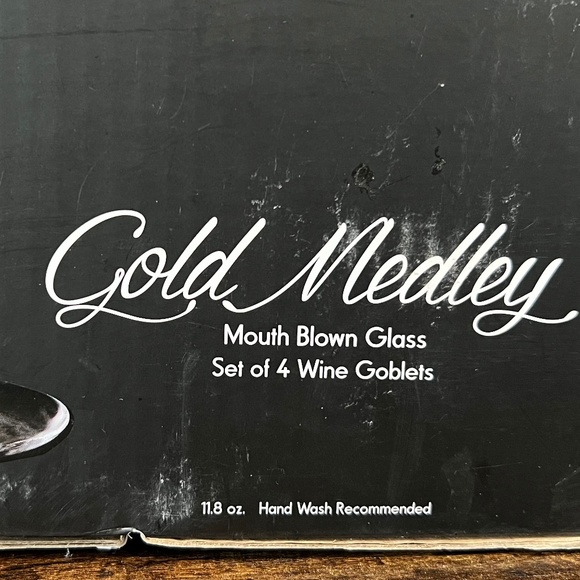 Gold Medley
Mouth Blown Glass
Set of 4 Wine Goblets
11.8 oz. Hand Wash Recommended